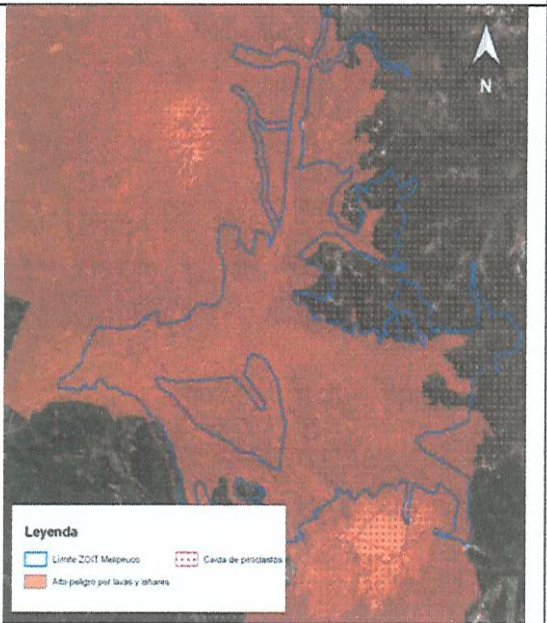 N
Leyenda
Límite ZOIT Melipeuco
Caída de piroclastos
Alto peligro por lavas y lahares